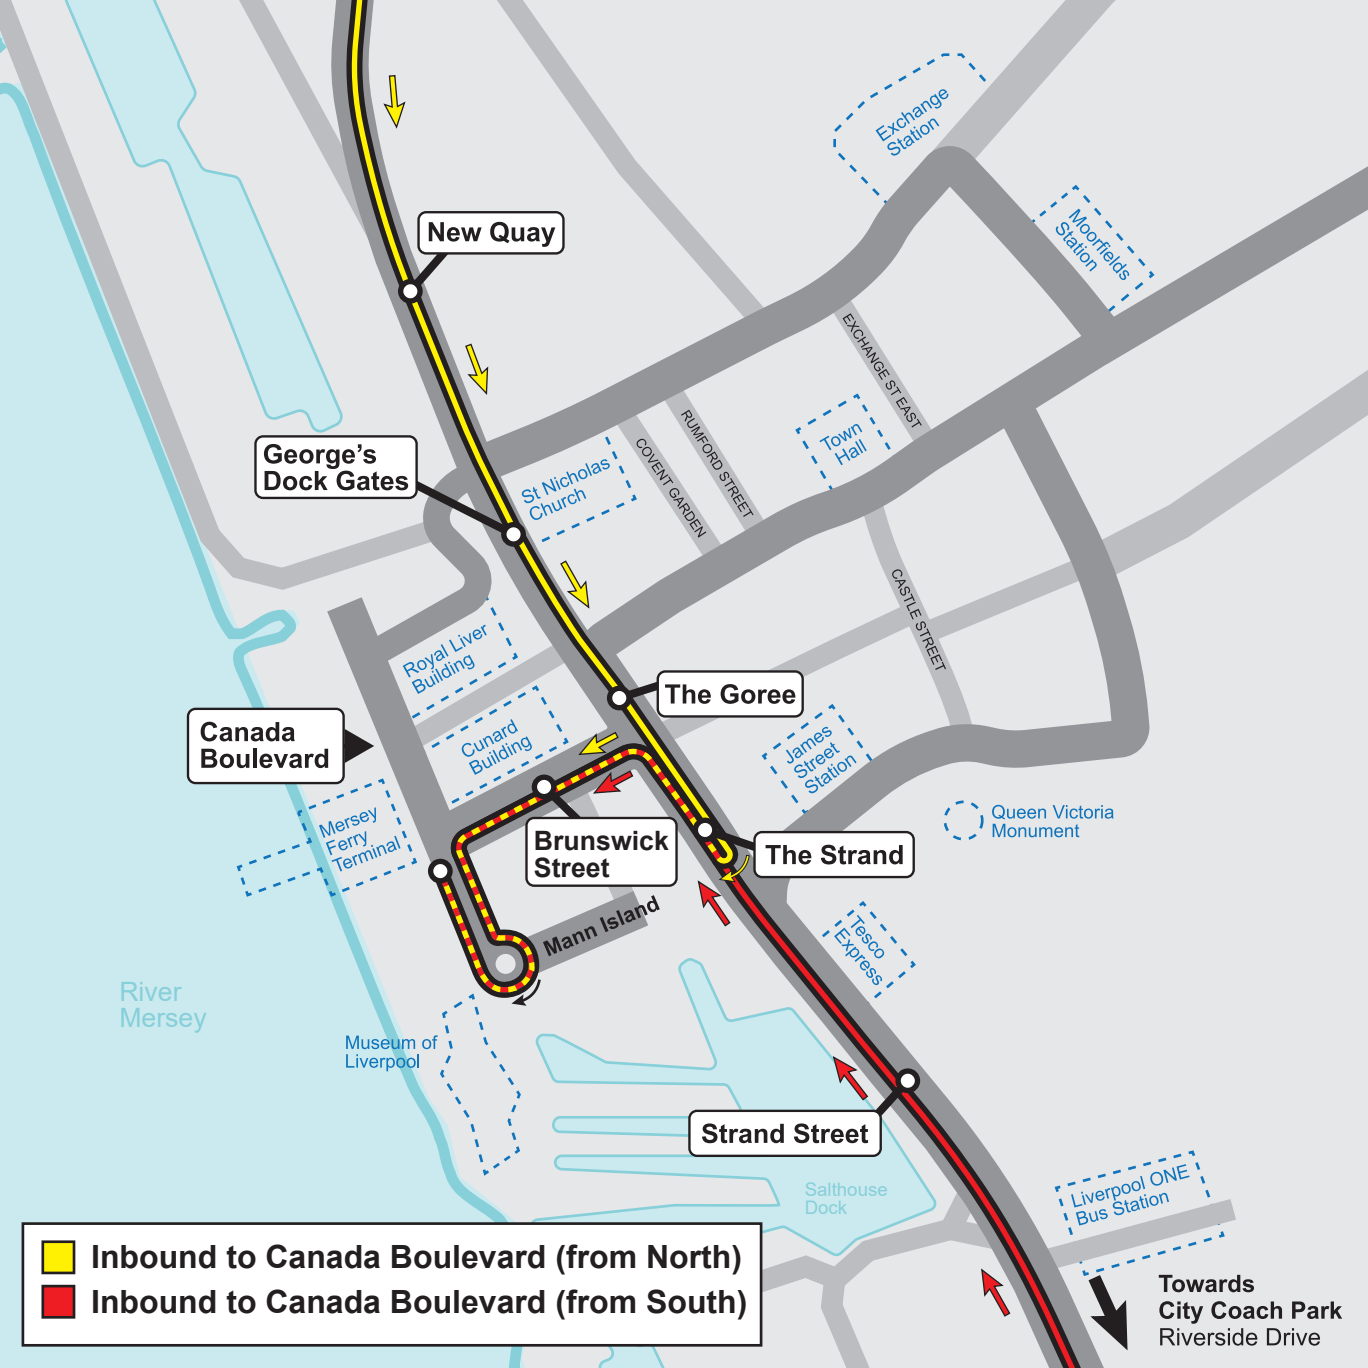 Exchange
Station
Moorfields
Station
New Quay
EXCHANGE ST EAST
George's
Dock Gates
St Nicholas
Church
COVENT GARDEN
RUMFORD STREET
Town
Hall
CASTLE STREET
Royal Liver
Building
The Goree
Canada
Boulevard
Cunard
Building
James
Street
Station
Queen Victoria
Monument
Mersey
Ferry
Terminal
Brunswick
Street
The Strand
Mann Island
Tesco
Express
River
Mersey
Museum of
Liverpool
Strand Street
Salthouse
Dock
Liverpool ONE
Bus Station
Inbound to Canada Boulevard (from North)
Inbound to Canada Boulevard (from South)
Towards
City Coach Park
Riverside Drive